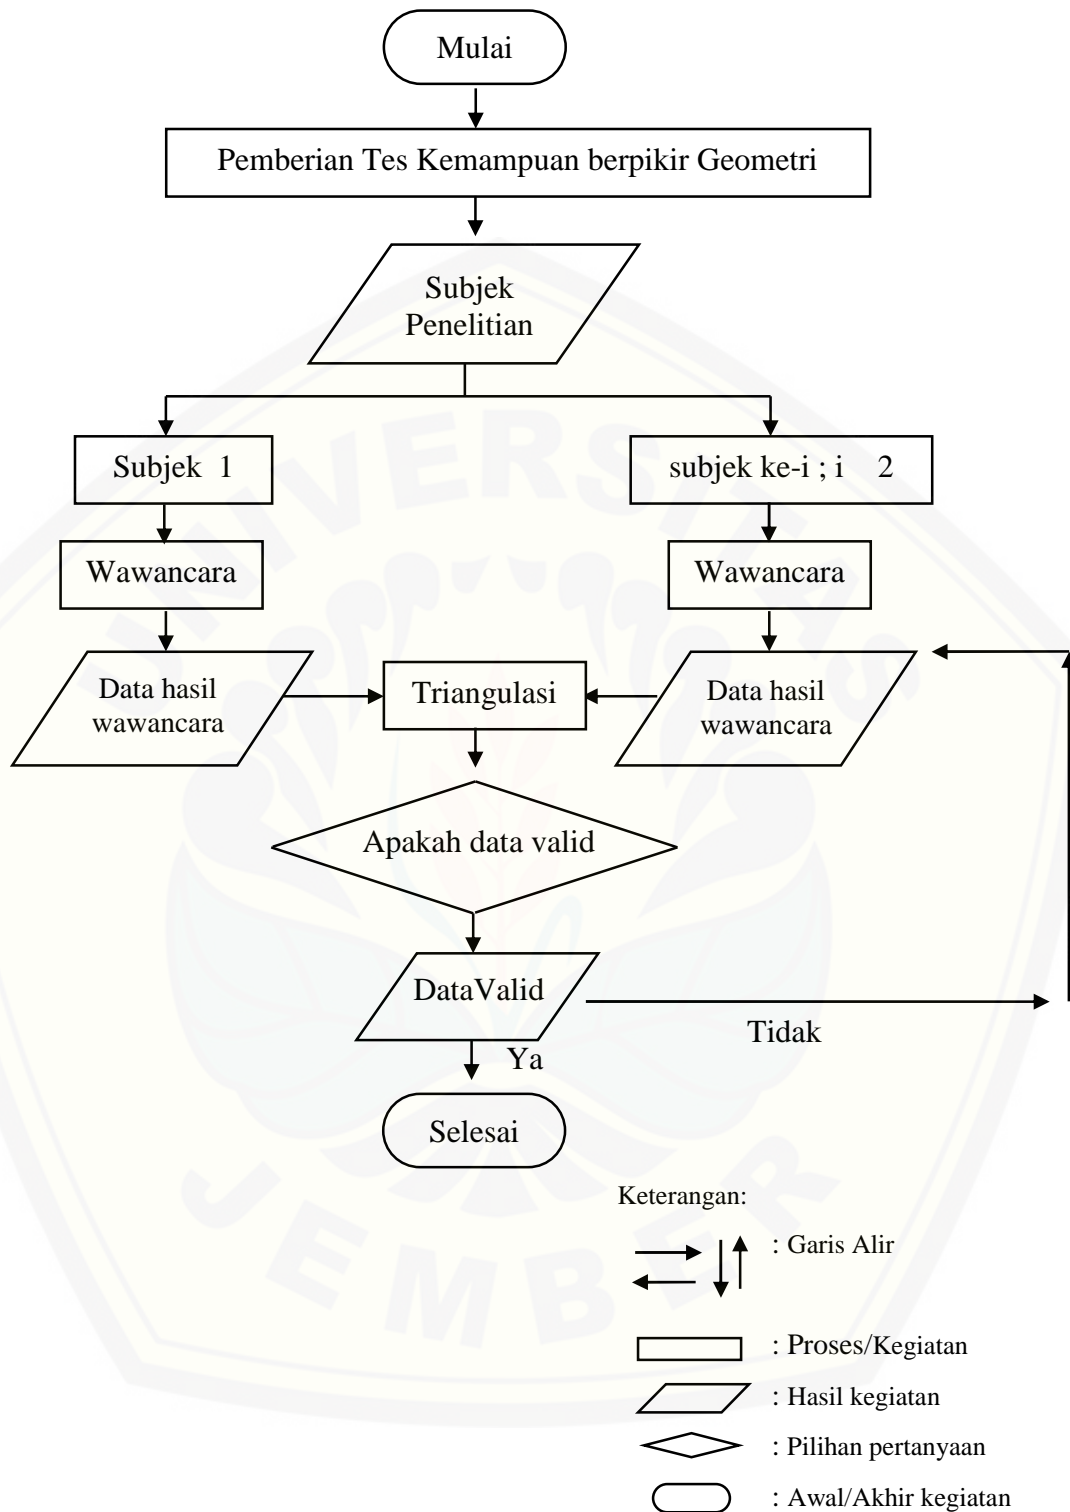 Mulai
Pemberian Tes Kemampuan berpikir Geometri
Subjek
Penelitian
Subjek 1
subjek ke-i ; i 2
Wawancara
Wawancara
Data hasil
wawancara
Triangulasi
Data hasil
wawancara
Apakah data valid
DataValid
Tidak
Ya
Selesai
Keterangan:
: Garis Alir
: Proses/Kegiatan
: Hasil kegiatan
: Pilihan pertanyaan
: Awal/Akhir kegiatan
UNIVERSITAS
JEMBER